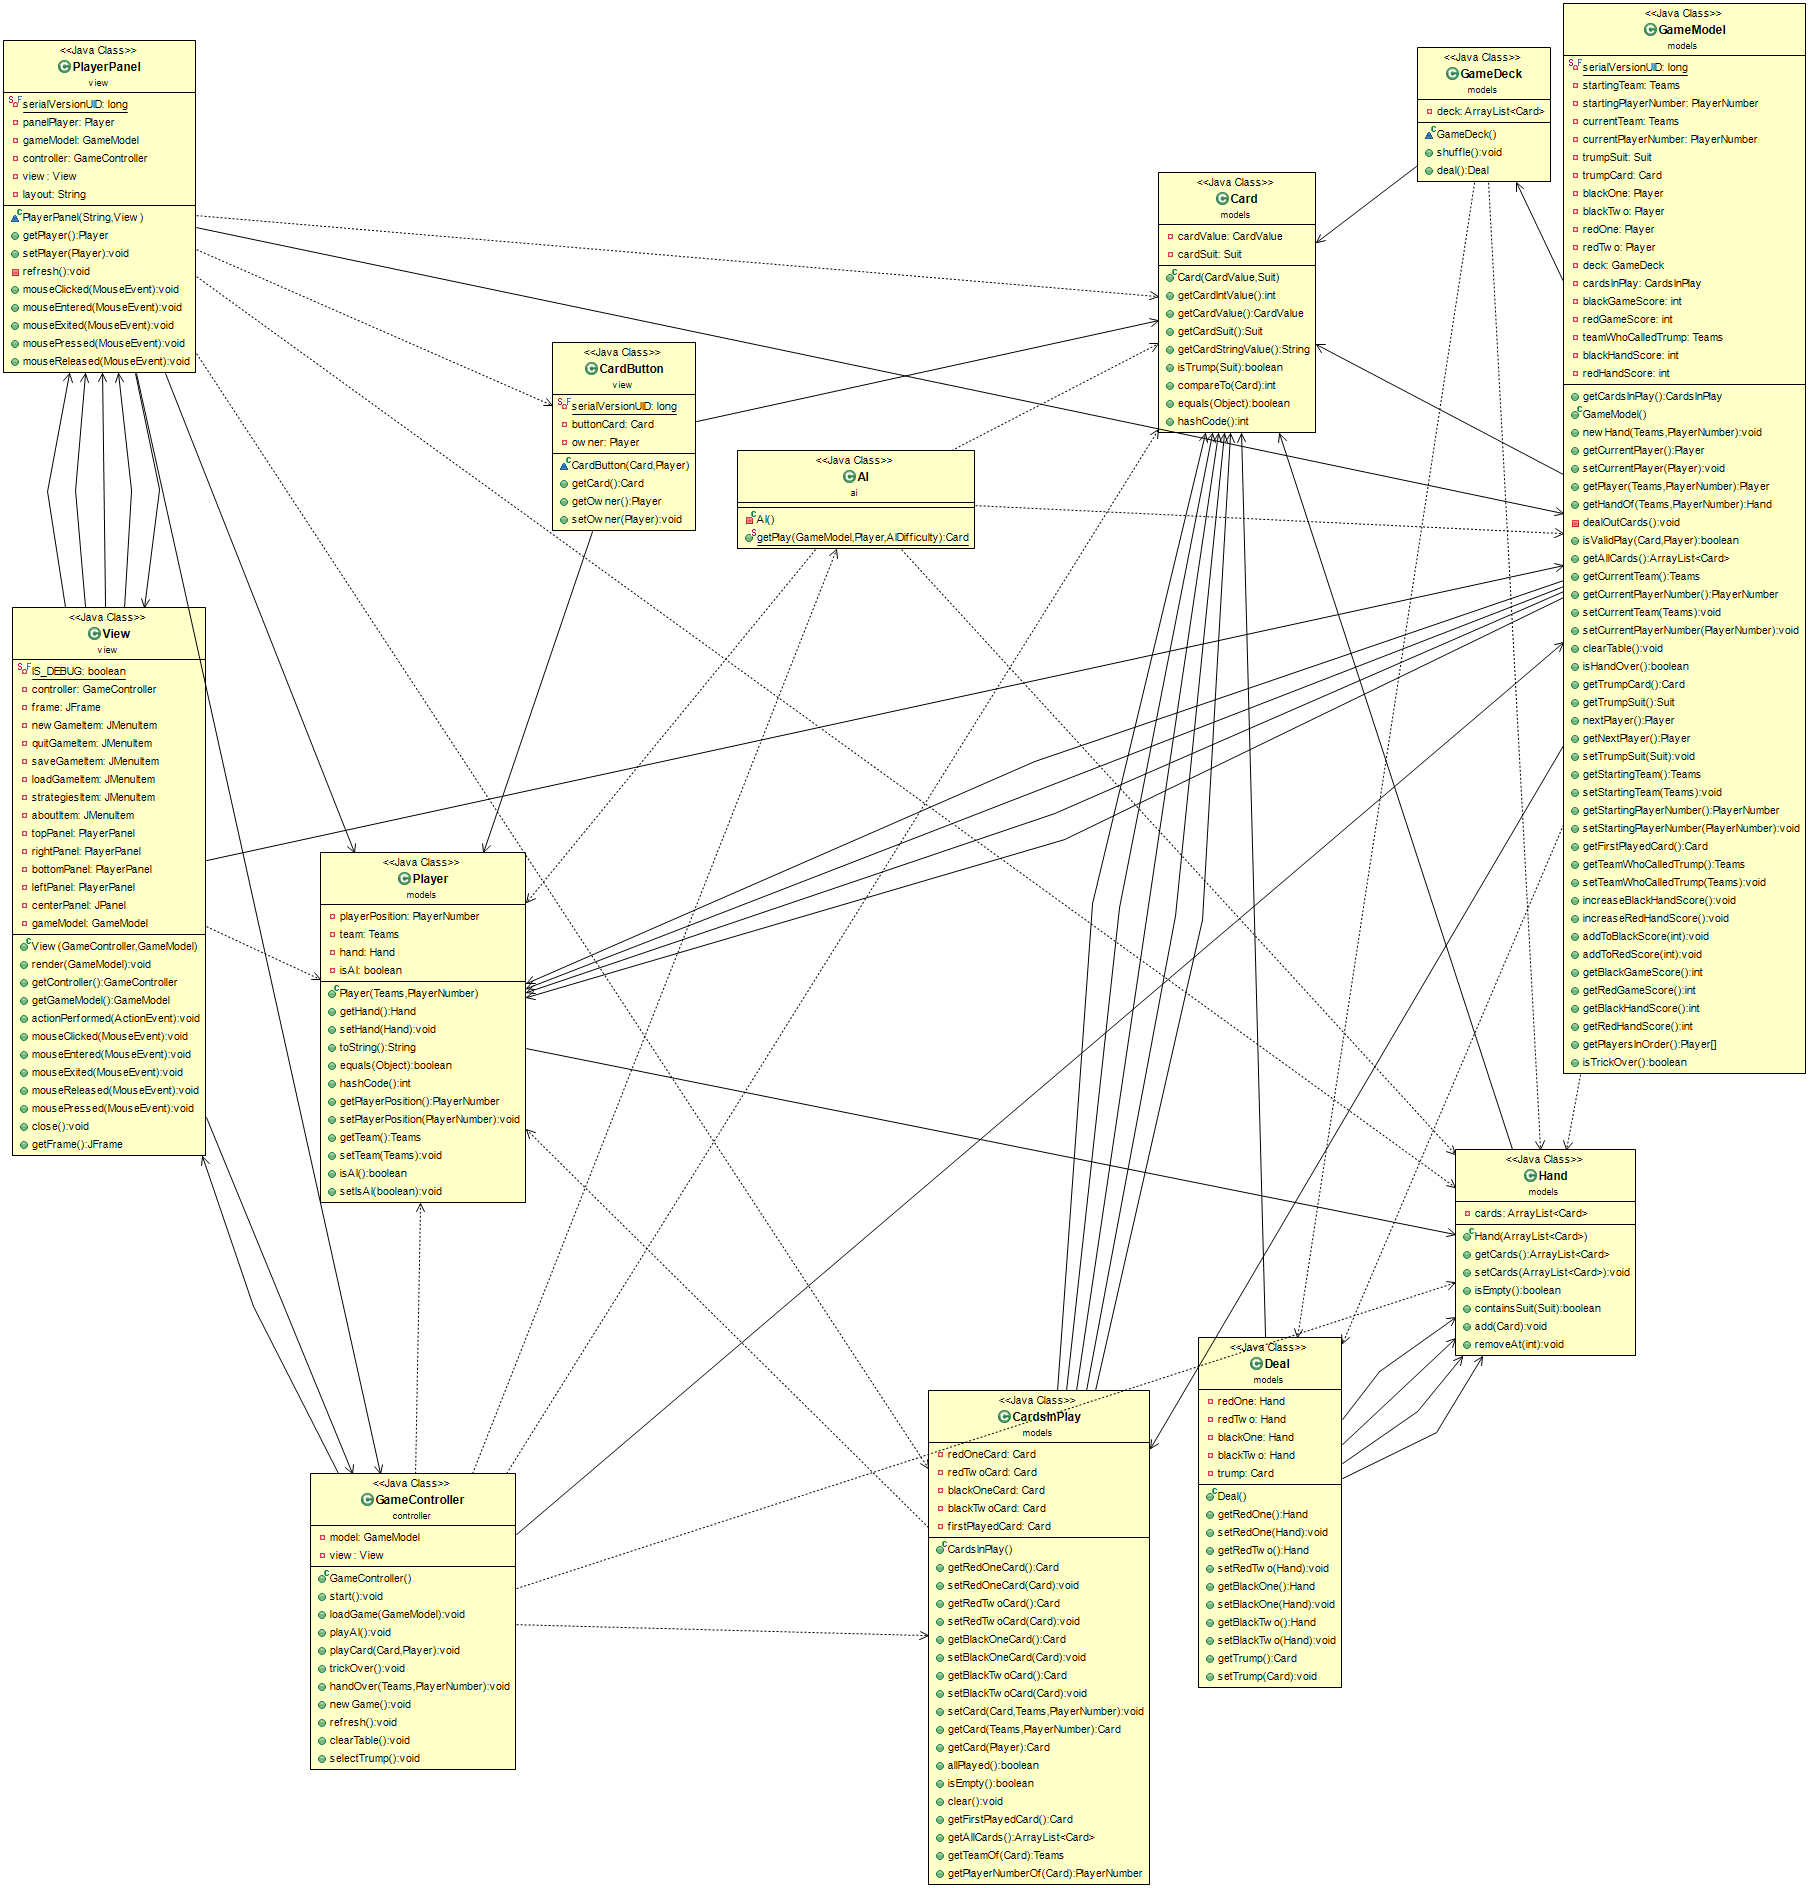 <<Java Class>>
PlayerPanel
view
serialVersionUID: long
panelPlayer: Player
gameModel: GameModel
controller: GameController
view: View
layout: String
PlayerPanel(String,View)
getPlayer():Player
setPlayer(Player):void
refresh():void
mouseClicked(MouseEvent):void
mouseEntered(MouseEvent):void
mouseExited(MouseEvent):void
mousePressed(MouseEvent):void
mouseReleased(MouseEvent):void
<<Java Class>>
CardButton
view
serialVersionUID: long
buttonCard: Card
owner: Player
CardButton(Card,Player)
getCard():Card
getOwner():Player
setOwner(Player):void
<<Java Class>>
AI
ai
AI()
getPlay(GameModel,Player,AIDifficulty):Card
<<Java Class>>
Card
models
cardValue: CardValue
cardSuit: Suit
Card(CardValue,Suit)
getCardIntValue():int
getCardValue():CardValue
getCardSuit():Suit
getCardStringValue():String
isTrump(Suit):boolean
compareTo(Card):int
equals(Object):boolean
hashCode():int
<<Java Class>>
GameDeck
models
deck: ArrayList<Card>
GameDeck()
shuffle():void
deal():Deal
<<Java Class>>
GameModel
models
serialVersionUID: long
startingTeam: Teams
startingPlayerNumber: PlayerNumber
currentTeam: Teams
currentPlayerNumber: PlayerNumber
trumpSuit: Suit
trumpCard: Card
blackOne: Player
blackTwo: Player
redOne: Player
redTwo: Player
deck: GameDeck
cardsInPlay: CardsInPlay
blackGameScore: int
redGameScore: int
teamWhoCalledTrump: Teams
blackHandScore: int
redHandScore: int
getCardsInPlay():CardsInPlay
GameModel()
newHand(Teams,PlayerNumber):void
getCurrentPlayer():Player
setCurrentPlayer(Player):void
getPlayer(Teams,PlayerNumber):Player
getHandOf(Teams,PlayerNumber):Hand
dealOutCards():void
isValidPlay(Card,Player):boolean
getAllCards():ArrayList<Card>
getCurrentTeam():Teams
getCurrentPlayerNumber():PlayerNumber
setCurrentTeam(Teams):void
setCurrentPlayerNumber(PlayerNumber):void
clearTable():void
isHandOver():boolean
getTrumpCard():Card
getTrumpSuit():Suit
nextPlayer():Player
getNextPlayer():Player
setTrumpSuit(Suit):void
getStartingTeam():Teams
setStartingTeam(Teams):void
getStartingPlayerNumber():PlayerNumber
setStartingPlayerNumber(PlayerNumber):void
getFirstPlayedCard():Card
getTeamWhoCalledTrump():Teams
setTeamWhoCalledTrump(Teams):void
increaseBlackHandScore():void
increaseRedHandScore():void
addToBlackScore(int):void
addToRedScore(int):void
getBlackGameScore():int
getRedGameScore():int
getBlackHandScore():int
getRedHandScore():int
getPlayersInOrder():Player[]
isTrickOver():boolean
<<Java Class>>
View
view
IS_DEBUG: boolean
controller: GameController
frame: JFrame
newGameItem: JMenuItem
quitGameItem: JMenuItem
saveGameItem: JMenuItem
loadGameItem: JMenuItem
strategiesItem: JMenuItem
aboutItem: JMenuItem
topPanel: PlayerPanel
rightPanel: PlayerPanel
bottomPanel: PlayerPanel
leftPanel: PlayerPanel
centerPanel: JPanel
gameModel: GameModel
View(GameController,GameModel)
render(GameModel):void
getController():GameController
getGameModel():GameModel
actionPerformed(ActionEvent):void
mouseClicked(MouseEvent):void
mouseEntered(MouseEvent):void
mouseExited(MouseEvent):void
mouseReleased(MouseEvent):void
mousePressed(MouseEvent):void
close():void
getFrame():JFrame
<<Java Class>>
Player
models
playerPosition: PlayerNumber
team: Teams
hand: Hand
isAI: boolean
Player(Teams,PlayerNumber)
getHand():Hand
setHand(Hand):void
toString():String
equals(Object):boolean
hashCode():int
getPlayerPosition():PlayerNumber
setPlayerPosition(PlayerNumber):void
getTeam():Teams
setTeam(Teams):void
isAI():boolean
setIsAI(boolean):void
<<Java Class>>
Hand
models
cards: ArrayList<Card>
Hand(ArrayList<Card>)
getCards():ArrayList<Card>
setCards(ArrayList<Card>):void
isEmpty():boolean
containsSuit(Suit):boolean
add(Card):void
removeAt(int):void
<<Java Class>>
Deal
models
redOne: Hand
redTwo: Hand
blackOne: Hand
blackTwo: Hand
trump: Card
Deal()
getRedOne():Hand
setRedOne(Hand):void
getRedTwo():Hand
setRedTwo(Hand):void
getBlackOne():Hand
setBlackOne(Hand):void
getBlackTwo():Hand
setBlackTwo(Hand):void
getTrump():Card
setTrump(Card):void
<<Java Class>>
CardsInPlay
models
redOneCard: Card
redTwoCard: Card
blackOneCard: Card
blackTwoCard: Card
firstPlayedCard: Card
CardsInPlay()
getRedOneCard():Card
setRedOneCard(Card):void
getRedTwoCard():Card
setRedTwoCard(Card):void
getBlackOneCard():Card
setBlackOneCard(Card):void
getBlackTwoCard():Card
setBlackTwoCard(Card):void
setCard(Card,Teams,PlayerNumber):void
getCard(Teams,PlayerNumber):Card
getCard(Player):Card
allPlayed():boolean
isEmpty():boolean
clear():void
getFirstPlayedCard():Card
getAllCards():ArrayList<Card>
getTeamOf(Card):Teams
getPlayerNumberOf(Card):PlayerNumber
<<Java Class>>
GameController
controller
model: GameModel
view: View
GameController()
start():void
loadGame(GameModel):void
playAI():void
playCard(Card,Player):void
trickOver():void
handOver(Teams,PlayerNumber):void
newGame():void
refresh():void
clearTable():void
selectTrump():void